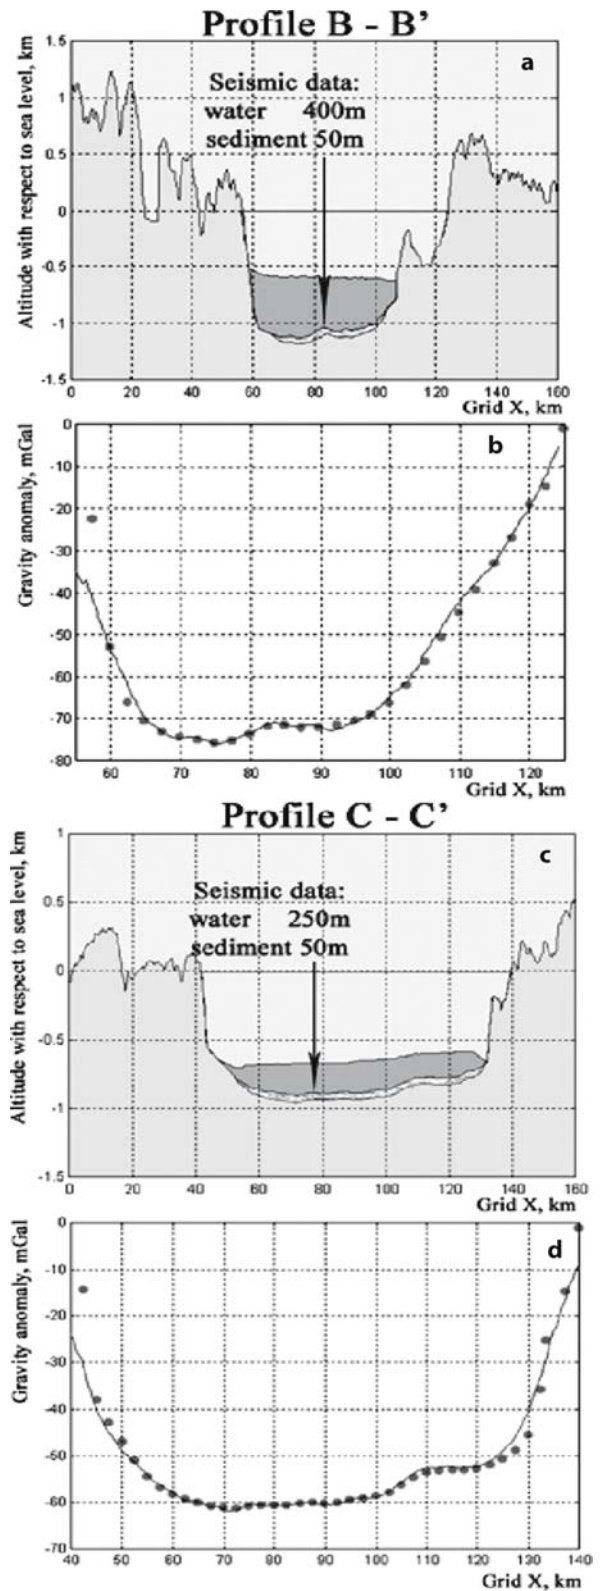 Profile B - B’
a
Altitude with respect to sea level, km
1.5
1
0.5
0
-0.5
-1
-1.5
Seismic data:
water 400m
sediment 50m
0 20 40 60 80 100 120 140 160
Grid X, km
b
Gravity anomaly, mGal
0
-10
-20
-30
-40
-50
-60
-70
-80
60 70 80 90 100 110 120
Grid X, km
Profile C - C’
c
Altitude with respect to sea level, km
1
0.5
0
-0.5
-1
-1.5
Seismic data:
water 250m
sediment 50m
0 20 40 60 80 100 120 140 160
Grid X, km
d
Gravity anomaly, mGal
0
-10
-20
-30
-40
-50
-60
-70
40 50 60 70 80 90 100 110 120 130 140
Grid X, km